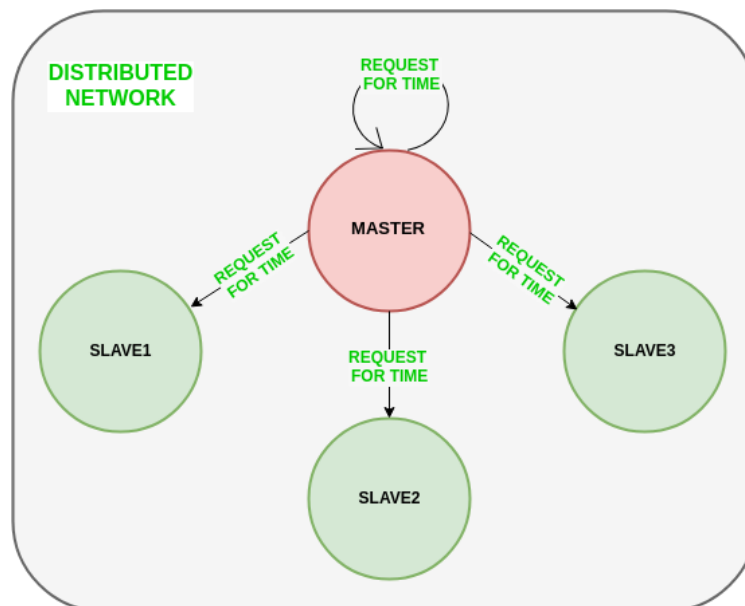 DISTRIBUTED
NETWORK
REQUEST
FOR TIME
MASTER
REQUEST
FOR TIME
REQUEST
FOR TIME
SLAVE1
REQUEST
FOR TIME
SLAVE3
SLAVE2